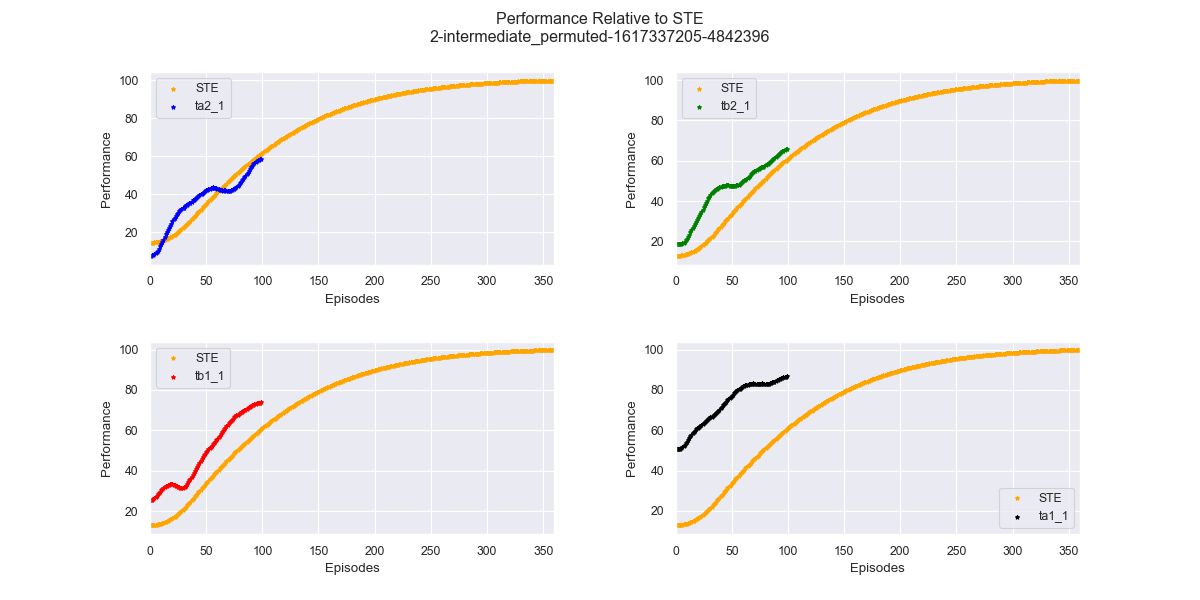 Performance Relative to STE
2-intermediate_permuted-1617337205-4842396
100
80
60
40
20
Performance
STE
ta2_1
0 50 100 150 200 250 300 350
Episodes
100
80
60
40
20
Performance
STE
tb2_1
0 50 100 150 200 250 300 350
Episodes
100
80
60
40
20
Performance
STE
tb1_1
0 50 100 150 200 250 300 350
Episodes
100
80
60
40
20
Performance
STE
ta1_1
0 50 100 150 200 250 300 350
Episodes